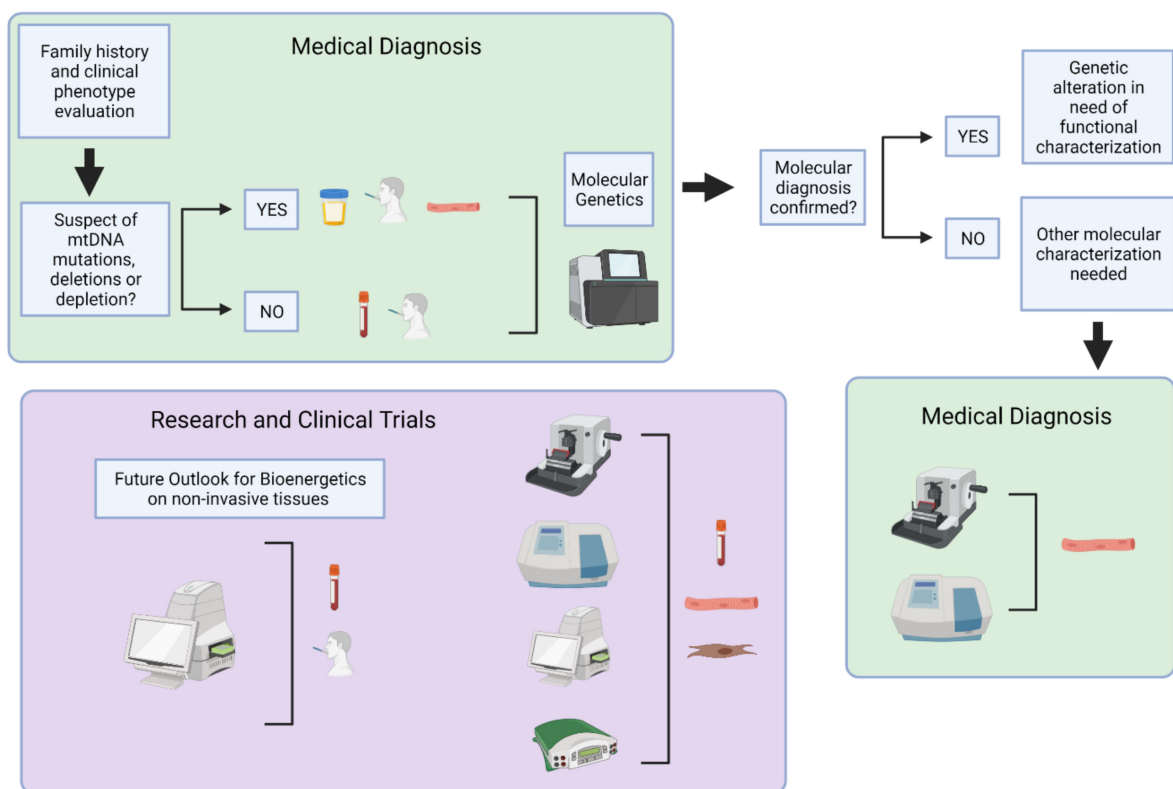 Medical Diagnosis
Family history
and clinical
phenotype
evaluation
Suspect of
mtDNA
mutations,
deletions or
depletion?
YES
NO
Molecular
Genetics
Molecular
diagnosis
confirmed?
YES
NO
Genetic
alteration in
need of
functional
characterization
Other molecular
characterization
needed
Medical Diagnosis
Research and Clinical Trials
Future Outlook for Bioenergetics
on non-invasive tissues